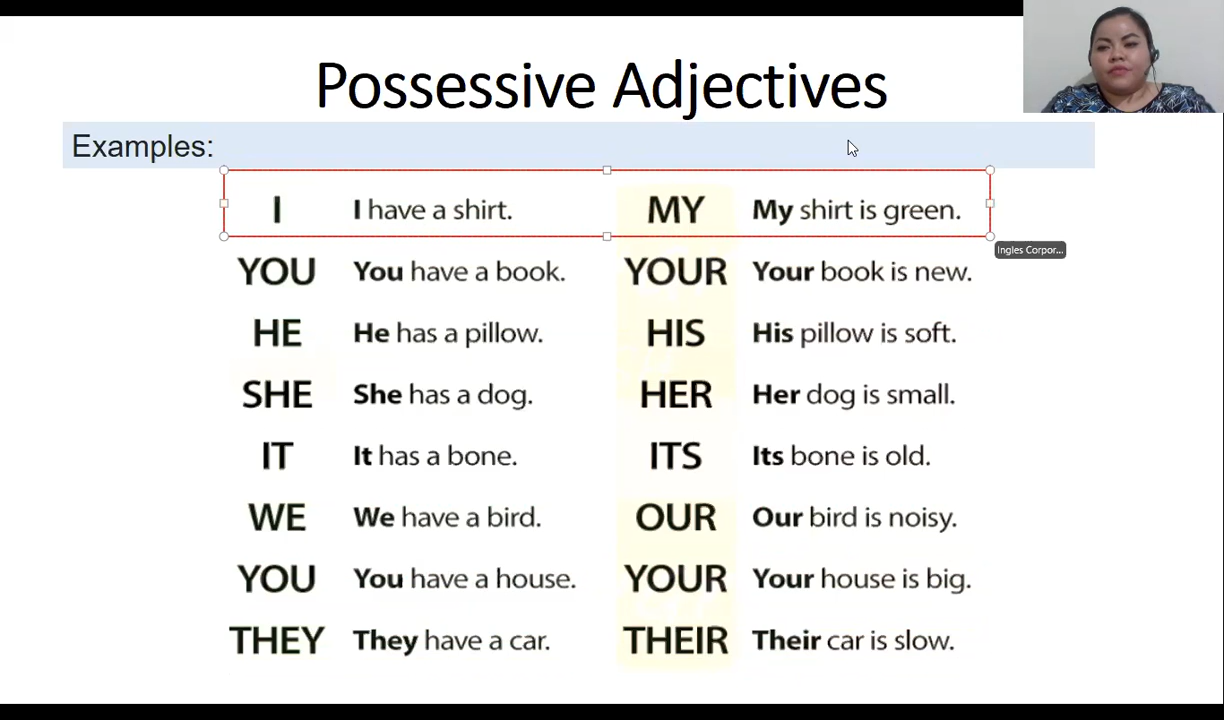 Possessive Adjectives
Examples:
I I have a shirt. MY My shirt is green.
Ingles Corpor...
YOU You have a book. YOUR Your book is new.
HE He has a pillow. HIS His pillow is soft.
SHE She has a dog. HER Her dog is small.
IT It has a bone. ITS Its bone is old.
WE We have a bird. OUR Our bird is noisy.
YOU You have a house. YOUR Your house is big.
THEY They have a car. THEIR Their car is slow.